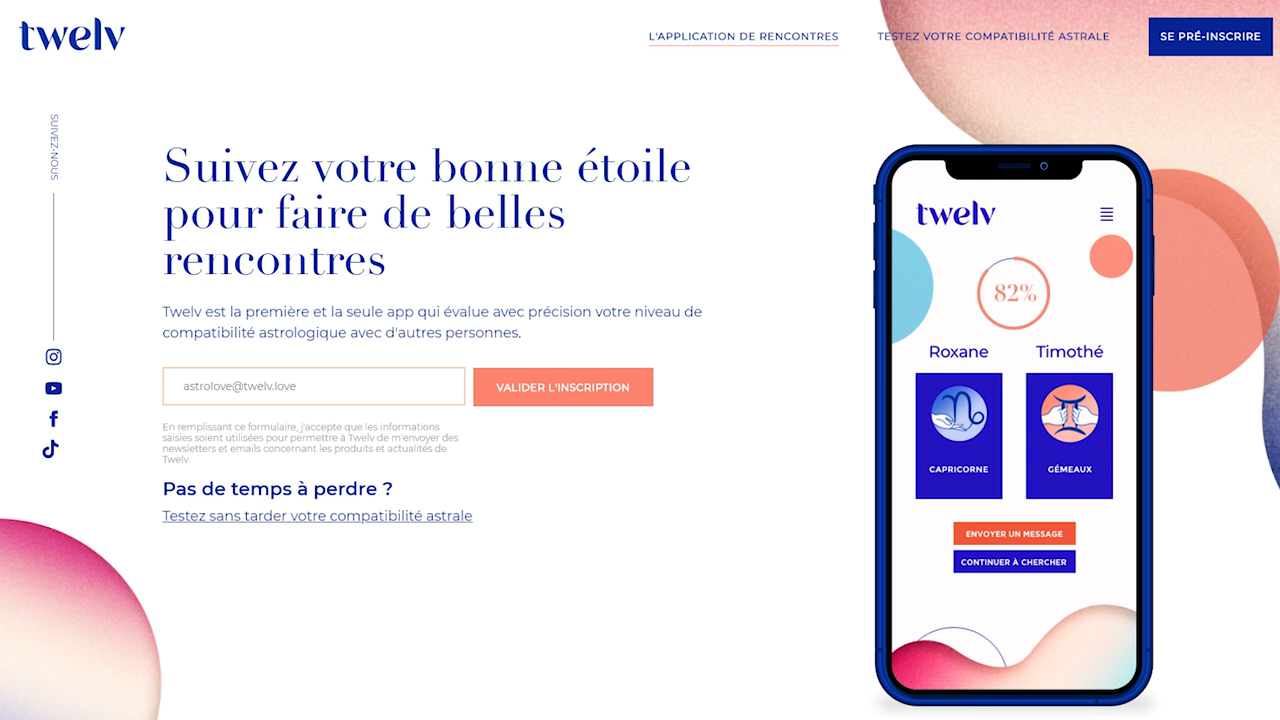 twelv
L'APPLICATION DE RENCONTRES
TESTEZ VOTRE COMPATIBILITÉ ASTRALE
SE PRÉ-INSCRIRE
SUIVEZ-NOUS
Suivez votre bonne étoile
pour faire de belles
rencontres
Twelv est la première et la seule app qui évalue avec précision votre niveau de
compatibilité astrologique avec d'autres personnes.
astrolove@twelv.love
VALIDER L'INSCRIPTION
En remplissant ce formulaire, j'accepte que les informations
saisies soient utilisées pour permettre à Twelv de m'envoyer des
newsletters et emails concernant les produits et actualités de
Twelv.
Pas de temps à perdre ?
Testez sans tarder votre compatibilité astrale
twelv
82%
Roxane
Timothé
CAPRICORNE
GÉMEAUX
ENVOYER UN MESSAGE
CONTINUER À CHERCHER